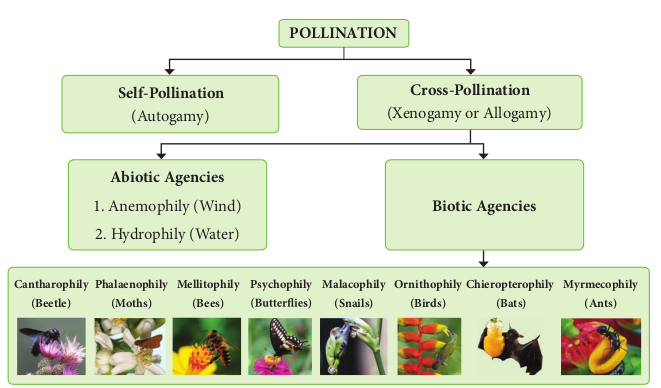 POLLINATION
Self-Pollination
(Autogamy)
Cross-Pollination
(Xenogamy or Allogamy)
Abiotic Agencies
1. Anemophily (Wind)
2. Hydrophily (Water)
Biotic Agencies
Cantharophily
(Beetle)
Phalaenophily
(Moths)
Mellitophily
(Bees)
Psychophily
(Butterflies)
Malacophily
(Snails)
Ornithophily
(Birds)
Chieropterophily
(Bats)
Myrmecophily
(Ants)